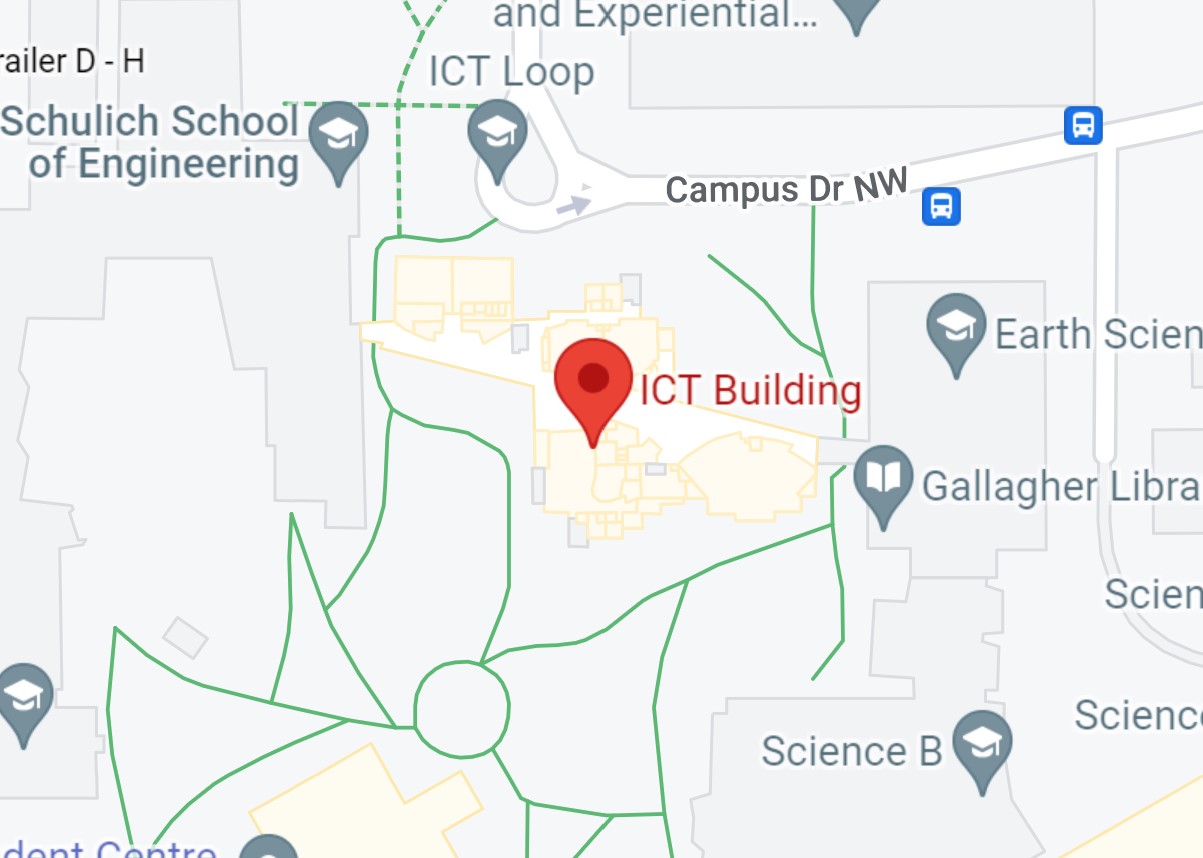 and Experiential...
railer D - H
ICT Loop
Schulich School
of Engineering
Campus Dr NW
Earth Scien
ICT Building
Gallagher Libra
Scien
Science
Science B
dent Centre